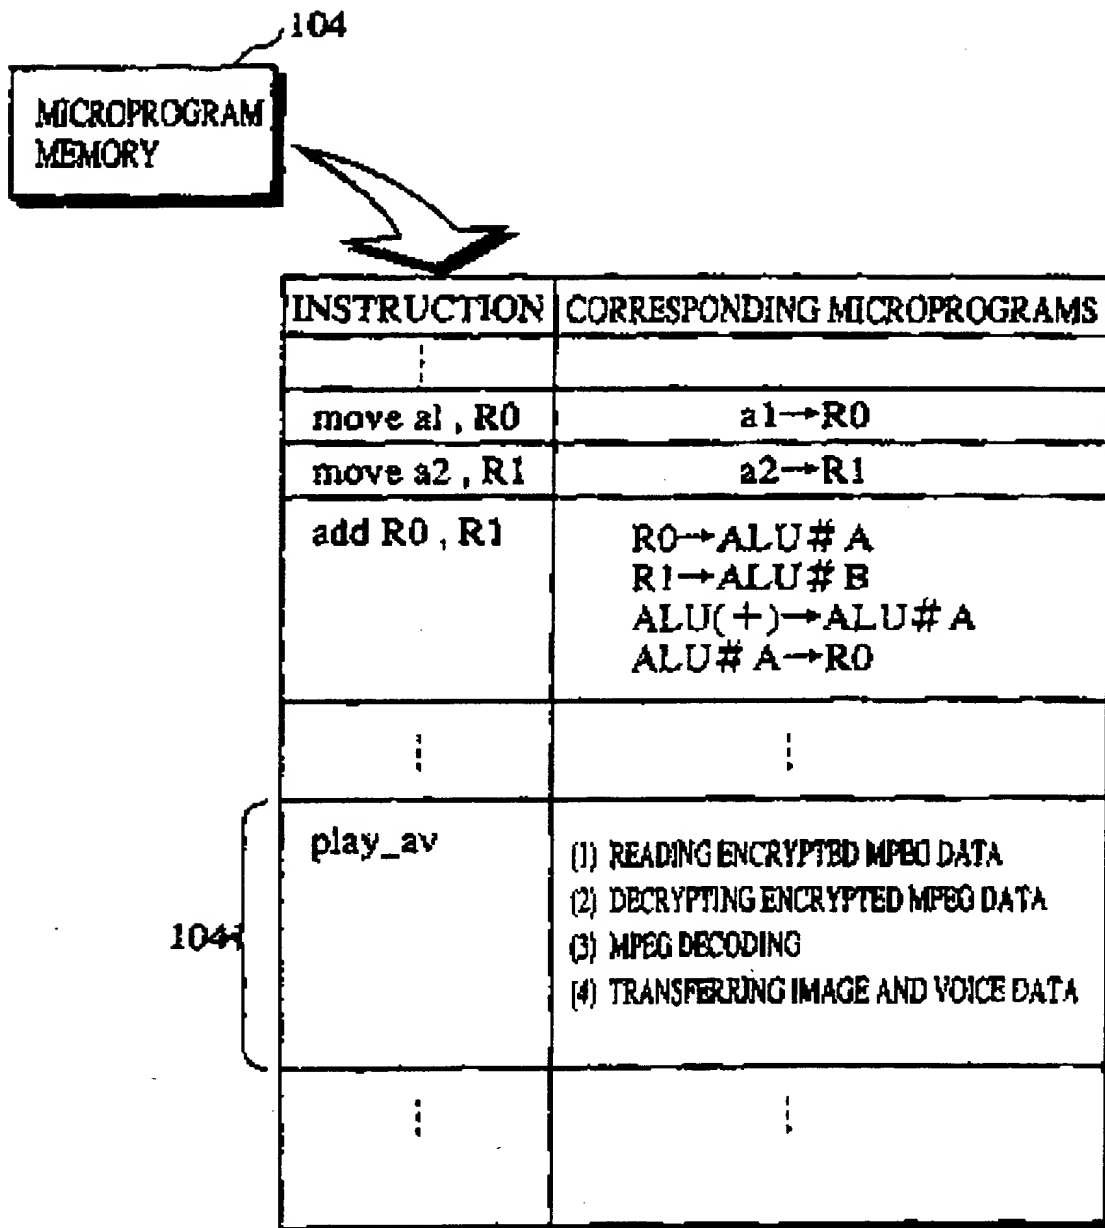 104
MICROPROGRAM
MEMORY
INSTRUCTION CORRESPONDING MICROPROGRAMS
move a1 , R0 a1→R0
move a2 , R1 a2→R1
add R0 , R1 R0→ALU# A
R1→ALU# B
ALU(+)→ALU# A
ALU# A→R0
play_av (1) READING ENCRYPTED MPEG DATA
(2) DECRYPTING ENCRYPTED MPEG DATA
(3) MPEG DECODING
104 (4) TRANSFERRING IMAGE AND VOICE DATA